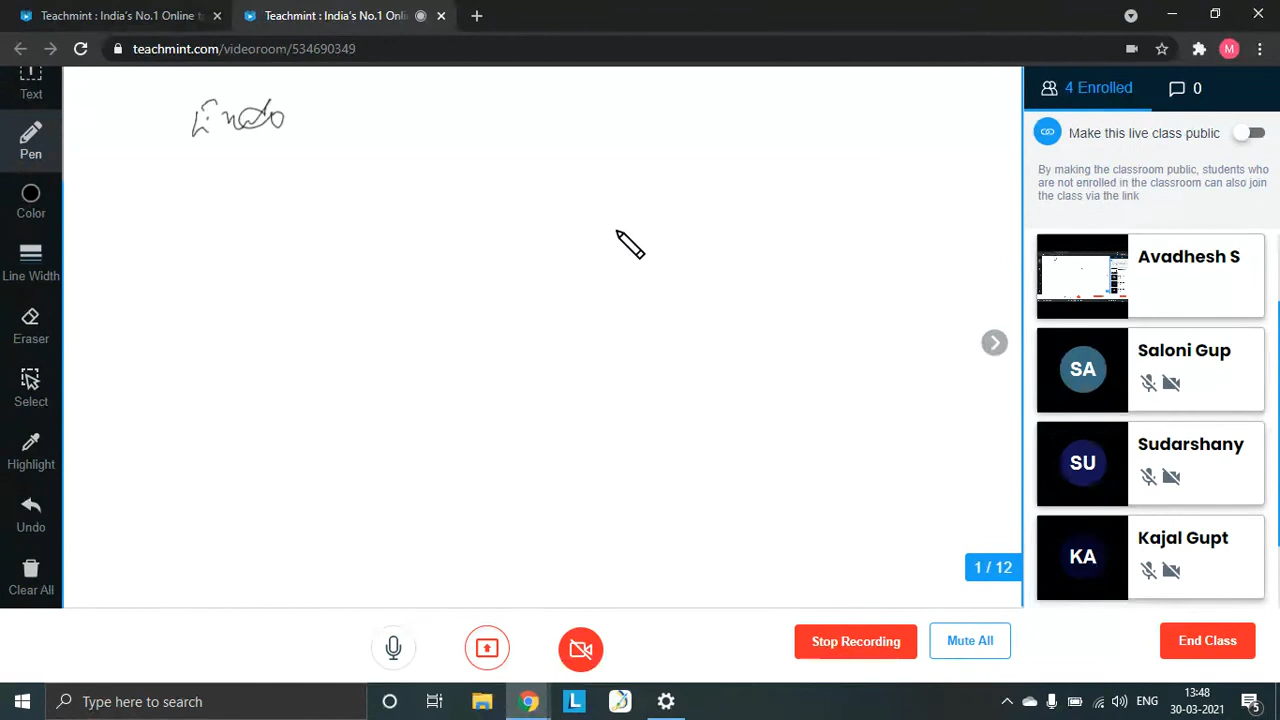 Teachmint : India's No.1 Online t
Teachmint : India's No.1 Onli
teachmint.com/videoroom/534690349
M
Text
Pen
Color
Line Width
Eraser
Select
Highlight
Undo
Clear All
Endo
1 / 12
4 Enrolled
0
Make this live class public
By making the classroom public, students who
are not enrolled in the classroom can also join
the class via the link
Avadhesh S
SA
Saloni Gup
SU
Sudarshany
KA
Kajal Gupt
Stop Recording
Mute All
End Class
Type here to search
L
ENG
13:48
30-03-2021
5